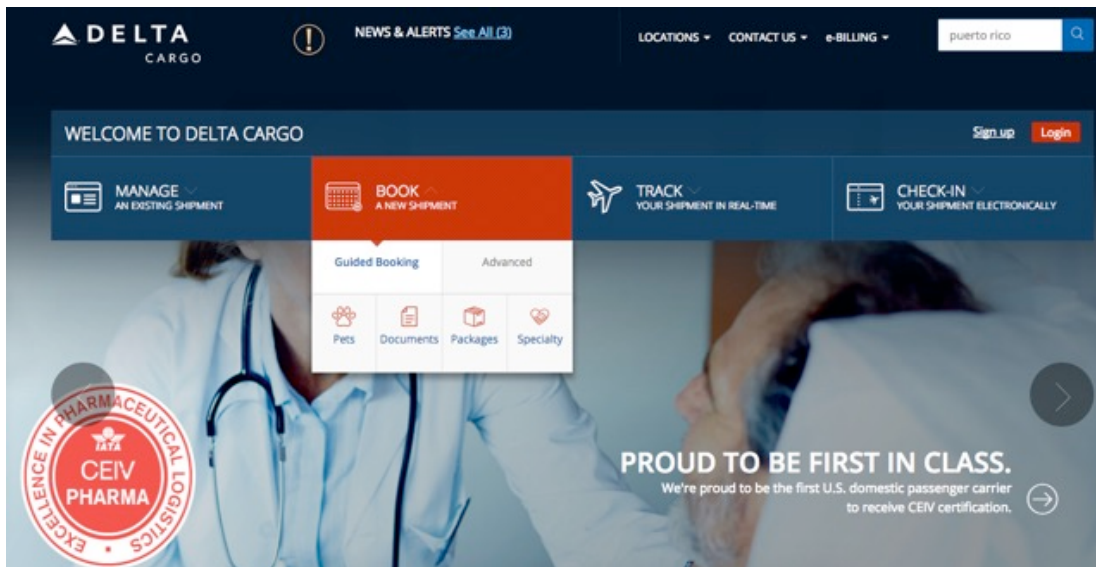 DELTA
CARGO
NEWS & ALERTS See All (3)
LOCATIONS
CONTACT US
e-BILLING
puerto rico
WELCOME TO DELTA CARGO
Sign up
Login
MANAGE
AN EXISTING SHIPMENT
BOOK
A NEW SHIPMENT
TRACK
YOUR SHIPMENT IN REAL-TIME
CHECK-IN
YOUR SHIPMENT ELECTRONICALLY
Guided Booking
Advanced
Pets
Documents
Packages
Specialty
EXCELLENCE IN PHARMACEUTICAL LOGISTICS
IATA
CEIV
PHARMA
PROUD TO BE FIRST IN CLASS.
We're proud to be the first U.S. domestic passenger carrier
to receive CEIV certification.